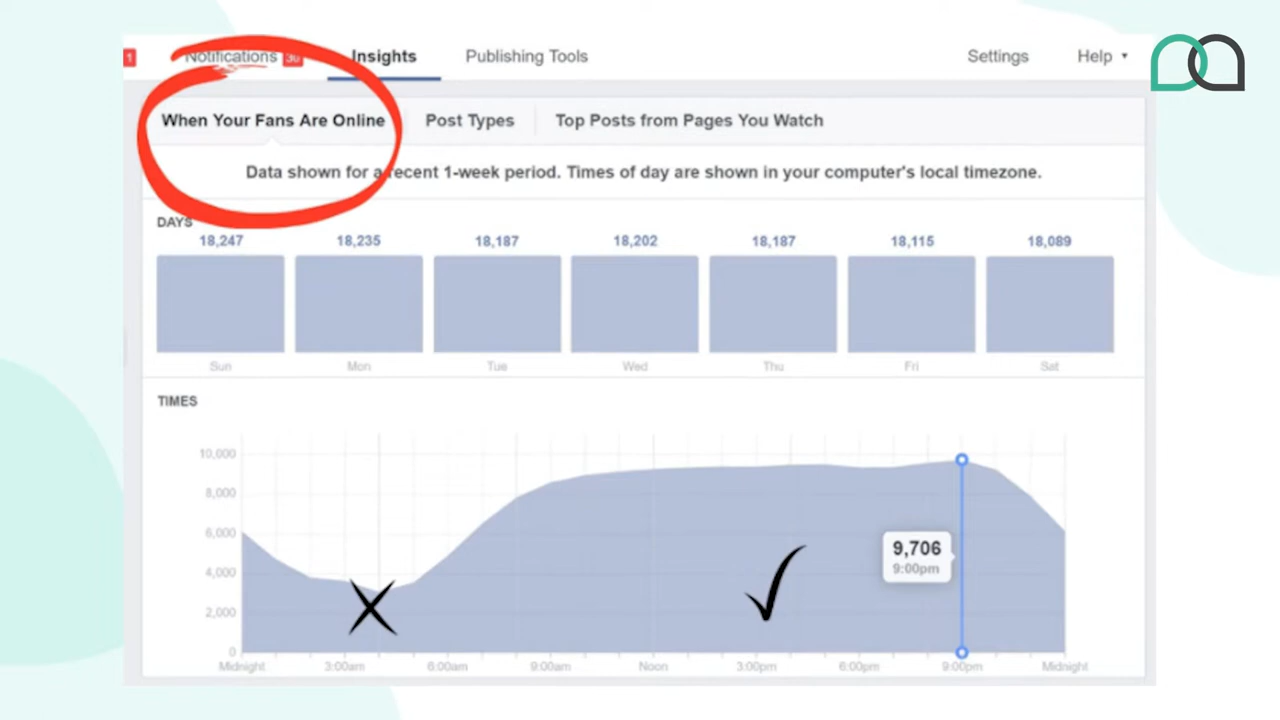 1 Notifications 30 Insights Publishing Tools Settings Help
When Your Fans Are Online Post Types Top Posts from Pages You Watch
Data shown for a recent 1-week period. Times of day are shown in your computer's local timezone.
DAYS
18,247 18,235 18,187 18,202 18,187 18,115 18,089
Sun Mon Tue Wed Thu Fri Sat
TIMES
10,000
8,000
6,000
9,706
4,000
9:00pm
2,000
0
Midnight 3:00am 6:00am 9:00am Noon 3:00pm 6:00pm 9:00pm Midnight